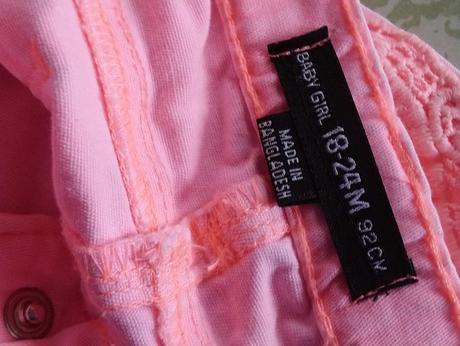 BABY GIRL 18-24M 92CM
MADE IN
BANGLADESH